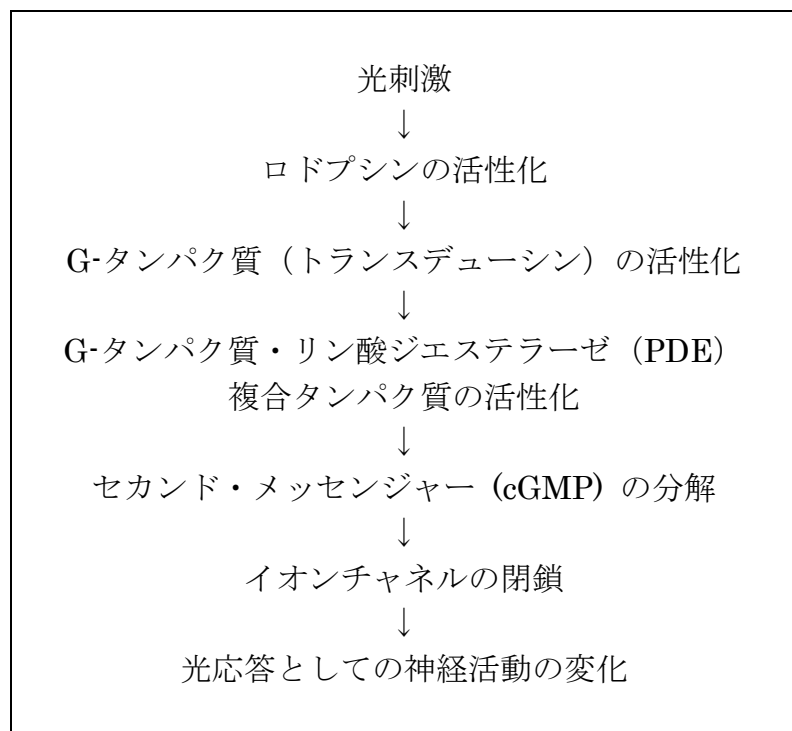 光刺激
↓
ロドプシンの活性化
↓
G-タンパク質（トランスデューシン）の活性化
↓
G-タンパク質・リン酸ジエステラーゼ（PDE）
複合タンパク質の活性化
↓
セカンド・メッセンジャー (cGMP) の分解
↓
イオンチャネルの閉鎖
↓
光応答としての神経活動の変化